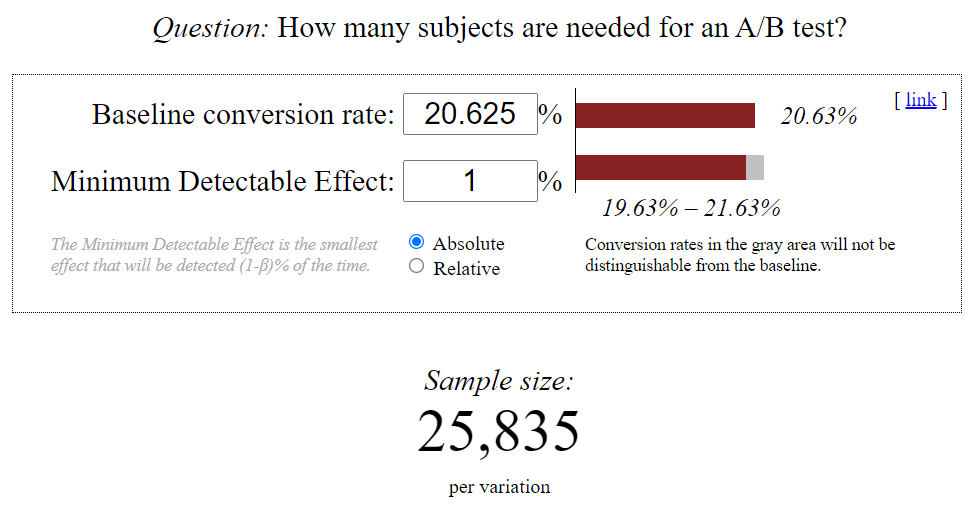 Question: How many subjects are needed for an A/B test?
[ link ]
Baseline conversion rate: 20.625 % 20.63%
Minimum Detectable Effect: 1 %
19.63% – 21.63%
The Minimum Detectable Effect is the smallest
effect that will be detected (1-β)% of the time.
Absolute
Relative
Conversion rates in the gray area will not be
distinguishable from the baseline.
Sample size:
25,835
per variation